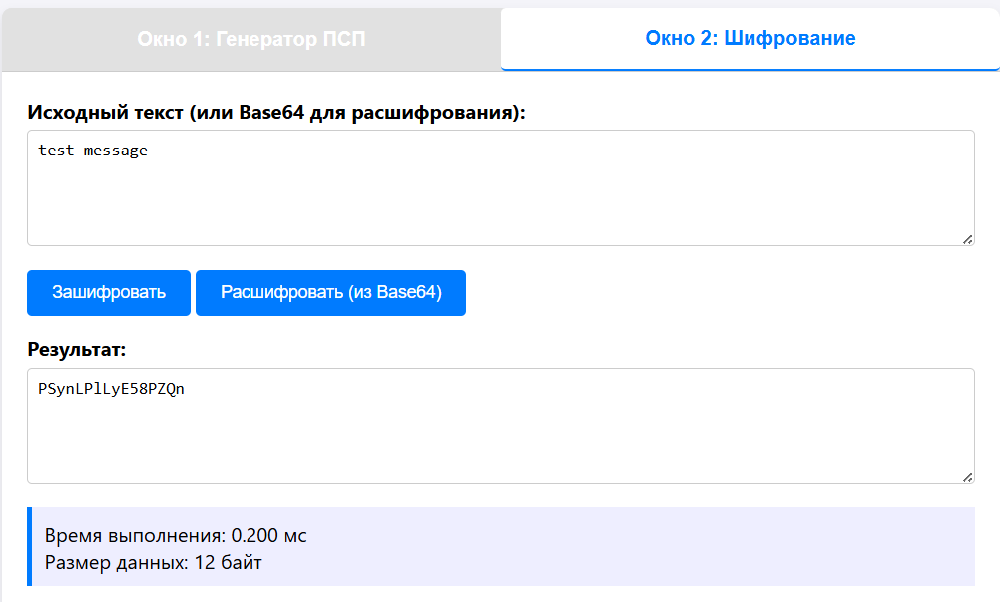 Окно 1: Генератор ПСП
Окно 2: Шифрование
Исходный текст (или Base64 для расшифрования):
test message
Зашифровать
Расшифровать (из Base64)
Результат:
PSynLPlLyE58PZQn
Время выполнения: 0.200 мс
Размер данных: 12 байт